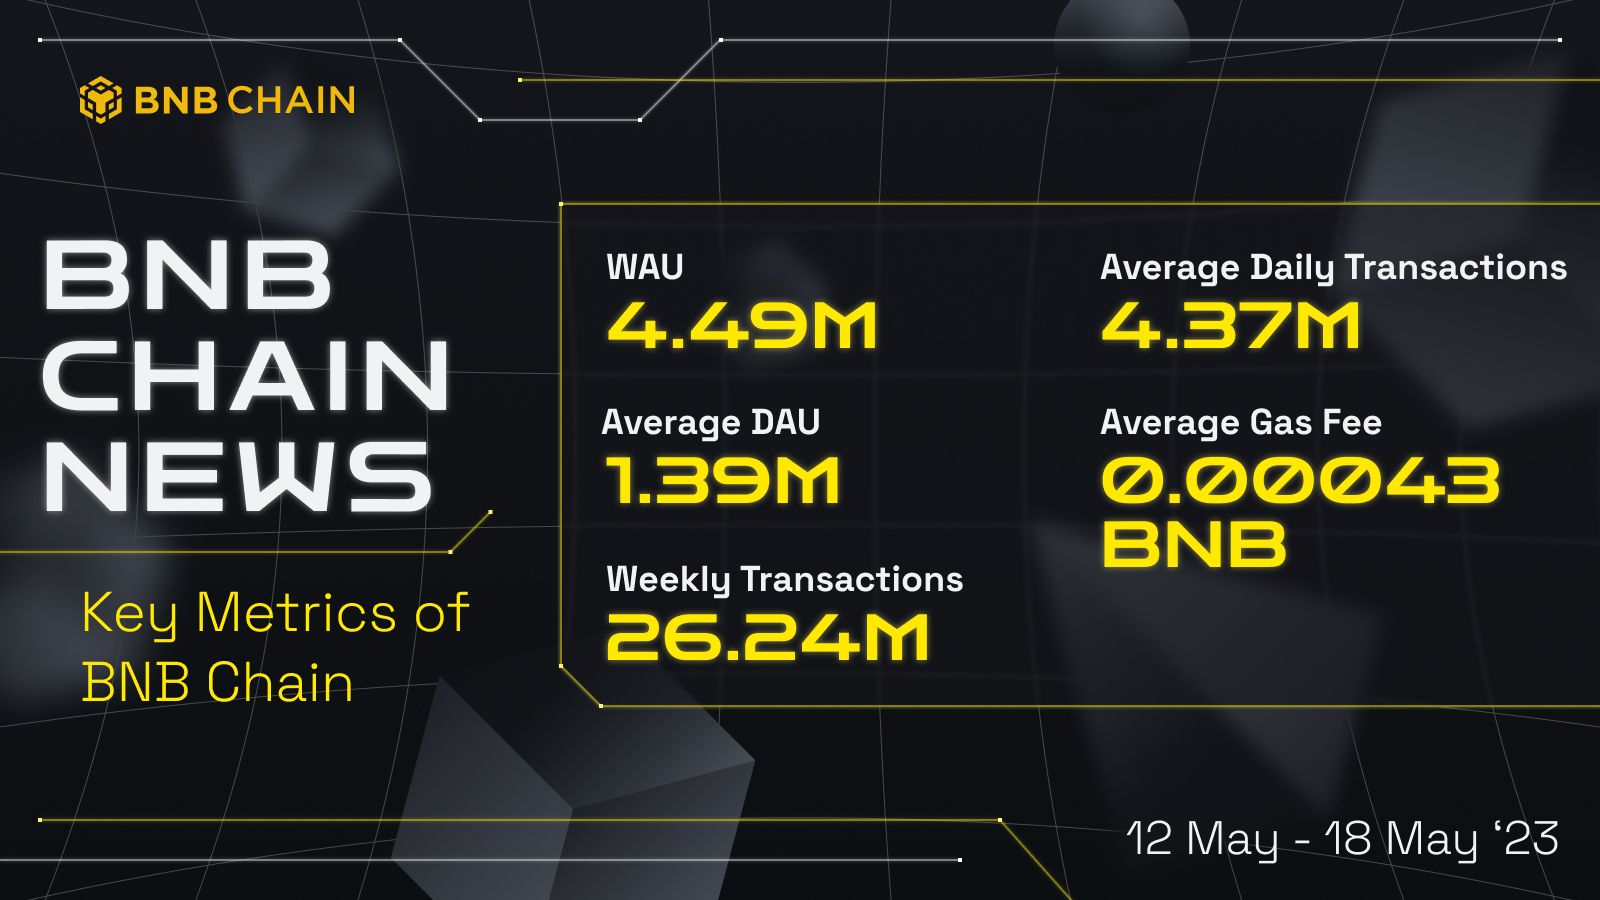 BNB CHAIN
BNB
CHAIN
NEWS
Key Metrics of
BNB Chain
WAU
4.49M
Average DAU
1.39M
Weekly Transactions
26.24M
Average Daily Transactions
4.37M
Average Gas Fee
0.00043
BNB
12 May - 18 May ‘23